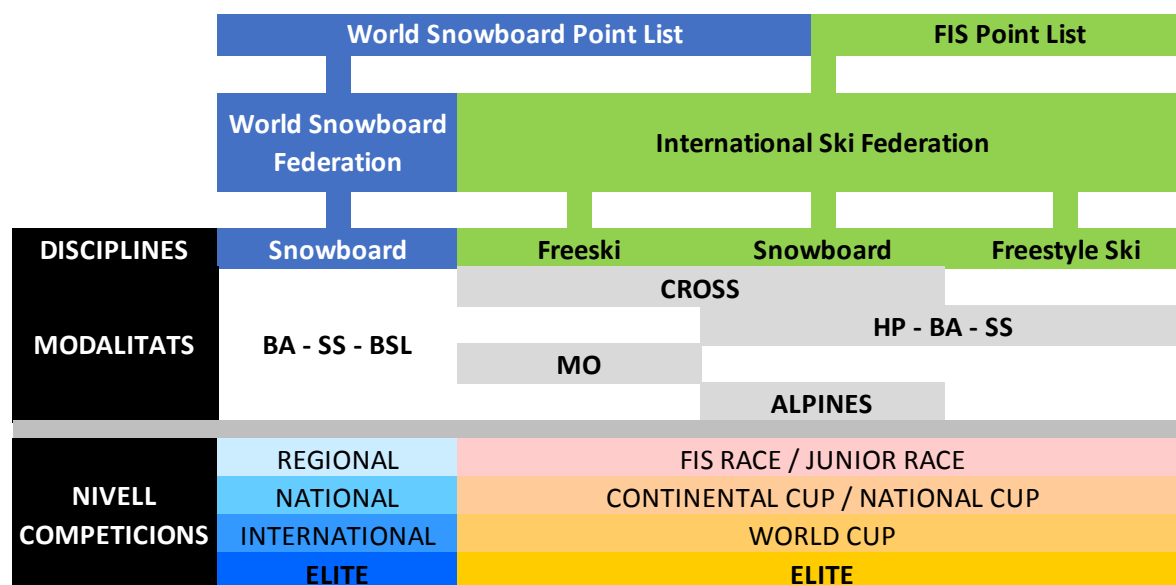 World Snowboard Point List
FIS Point List
World Snowboard
Federation
International Ski Federation
DISCIPLINES
Snowboard
Freeski
Snowboard
Freestyle Ski
MODALITATS
BA - SS - BSL
CROSS
HP - BA - SS
MO
ALPINES
NIVELL
COMPETICIONS
REGIONAL
FIS RACE / JUNIOR RACE
NATIONAL
CONTINENTAL CUP / NATIONAL CUP
INTERNATIONAL
WORLD CUP
ELITE
ELITE